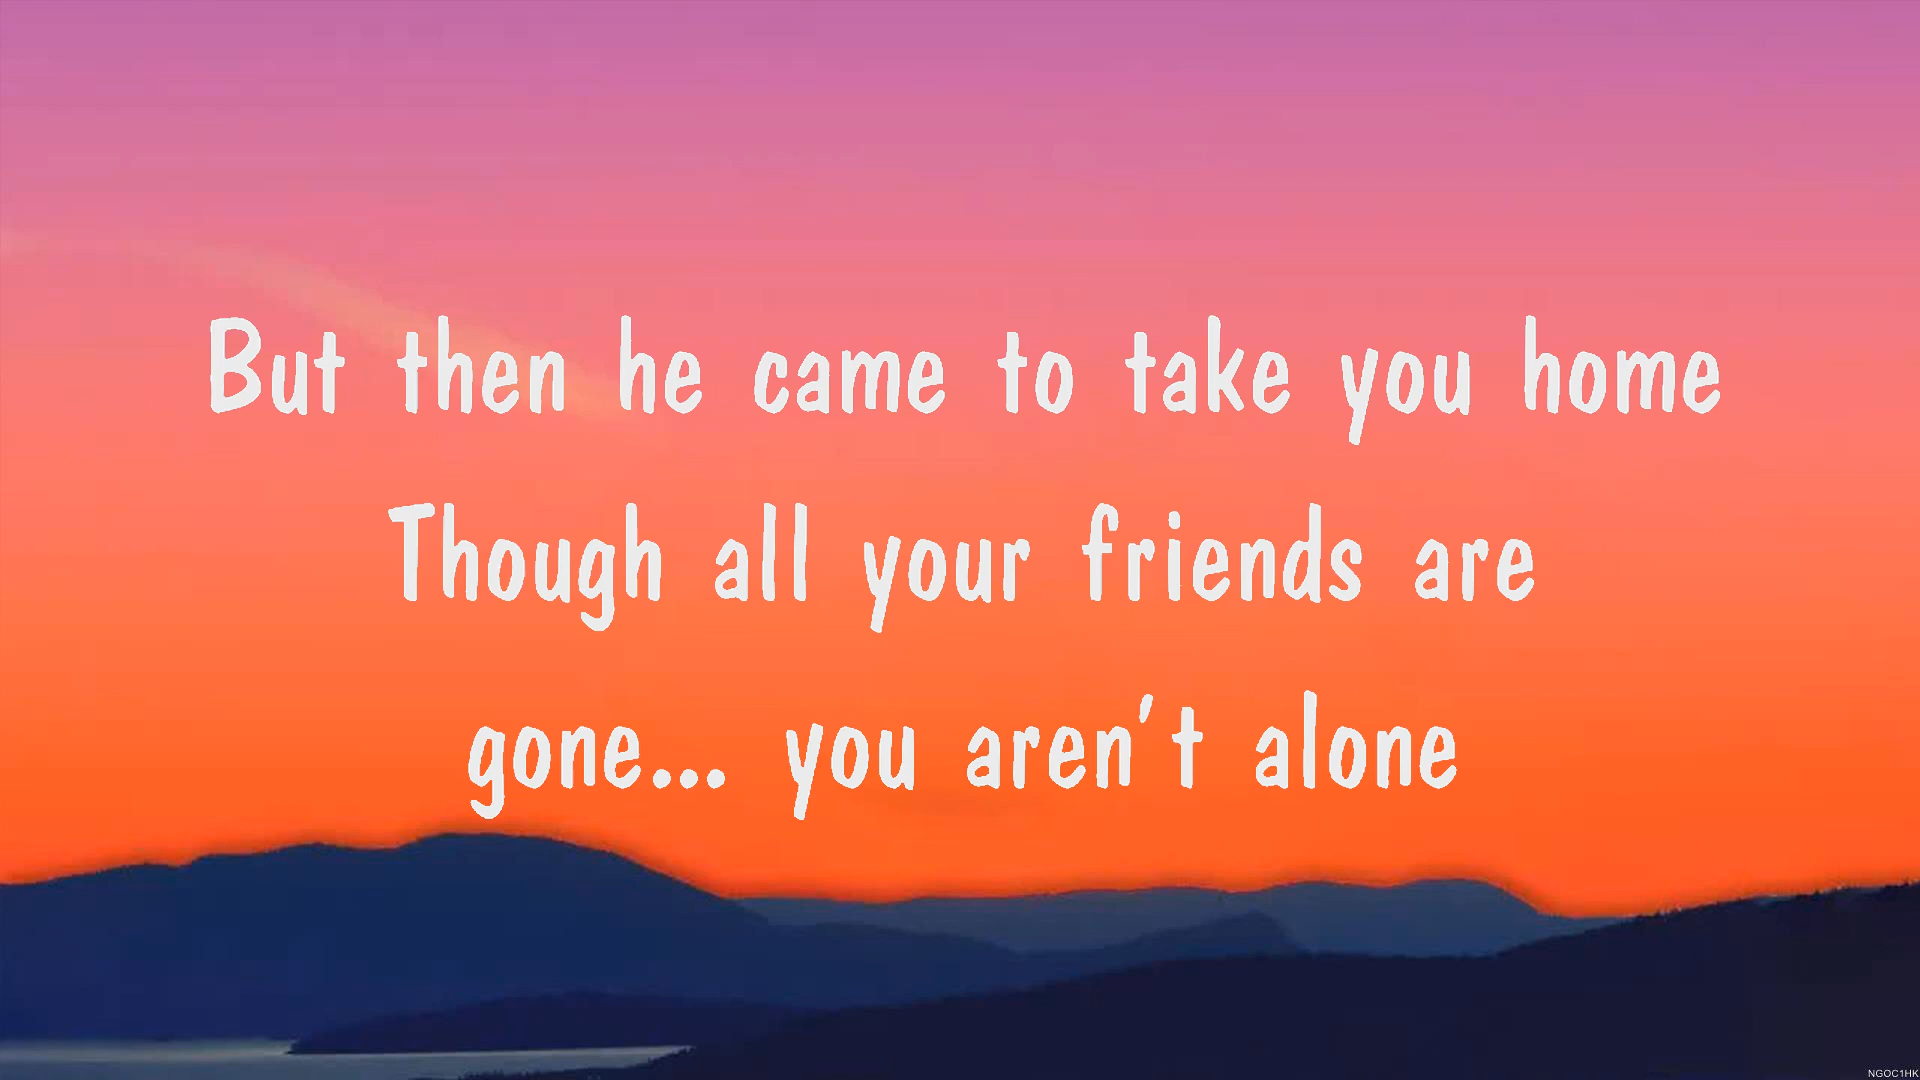 But then he came to take you home
Though all your friends are
gone... you aren't alone
NGOC1HK